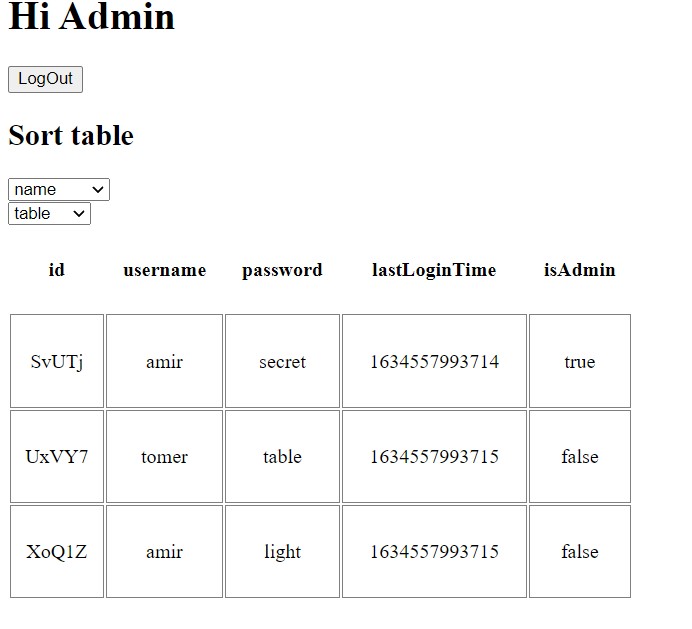 Hi Admin
LogOut
Sort table
name
table
id username password lastLoginTime isAdmin
SvUTj amir secret 1634557993714 true
UxVY7 tomer table 1634557993715 false
XoQ1Z amir light 1634557993715 false